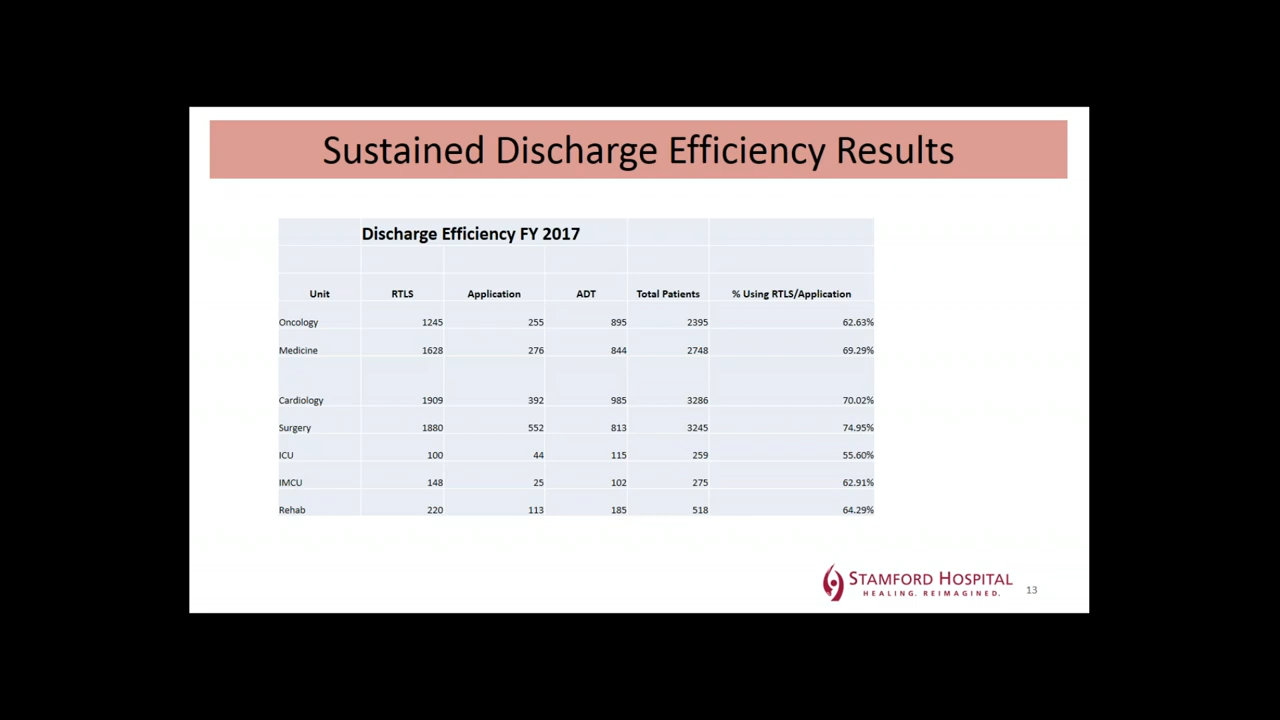 Sustained Discharge Efficiency Results
Discharge Efficiency FY 2017
Unit RTLS Application ADT Total Patients % Using RTLS/Application
Oncology 1245 255 895 2395 62.63%
Medicine 1628 276 844 2748 69.29%
Cardiology 1909 392 985 3286 70.02%
Surgery 1880 552 813 3245 74.95%
ICU 100 44 115 259 55.60%
IMCU 148 25 102 275 62.91%
Rehab 220 113 185 518 64.29%
STAMFORD HOSPITAL
HEALING. REIMAGINED.
13